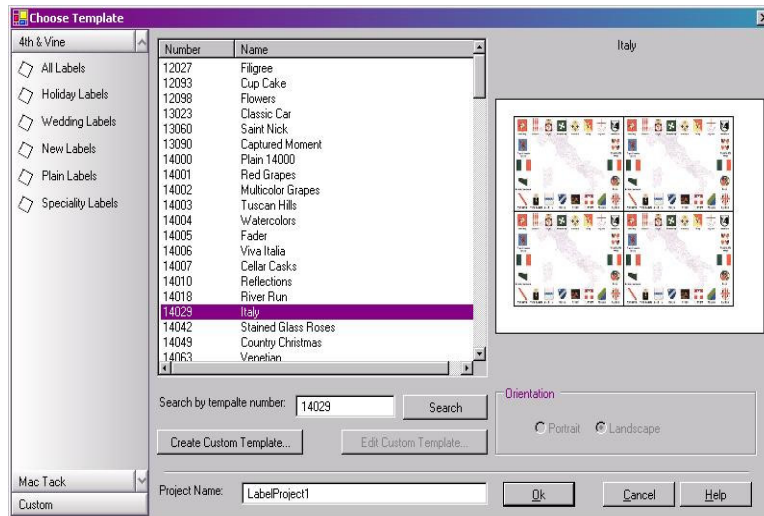 Choose Template
4th & Vine
All Labels
Holiday Labels
Wedding Labels
New Labels
Plain Labels
Speciality Labels
Mac Tack
Custom
Number Name
12027 Filigree
12093 Cup Cake
12098 Flowers
13023 Classic Car
13060 Saint Nick
13090 Captured Moment
14000 Plain 14000
14001 Red Grapes
14002 Multicolor Grapes
14003 Tuscan Hills
14004 Watercolors
14005 Fader
14006 Viva Italia
14007 Cellar Casks
14010 Reflections
14018 River Run
14029 Italy
14042 Stained Glass Roses
14049 Country Christmas
14063 Venetian
Search by tempalte number: 14029 Search
Create Custom Template... Edit Custom Template...
Italy
Orientation
Portrait Landscape
Project Name: LabelProject1 Ok Cancel Help